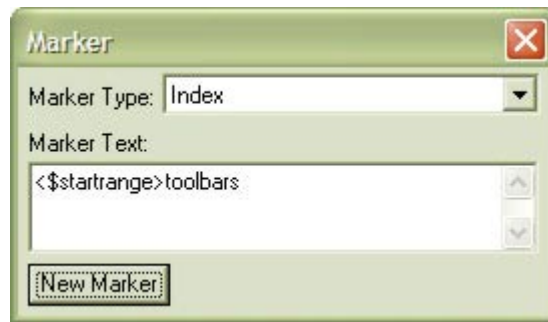 Marker
Marker Type: Index
Marker Text:
<$startrange>toolbars
New Marker